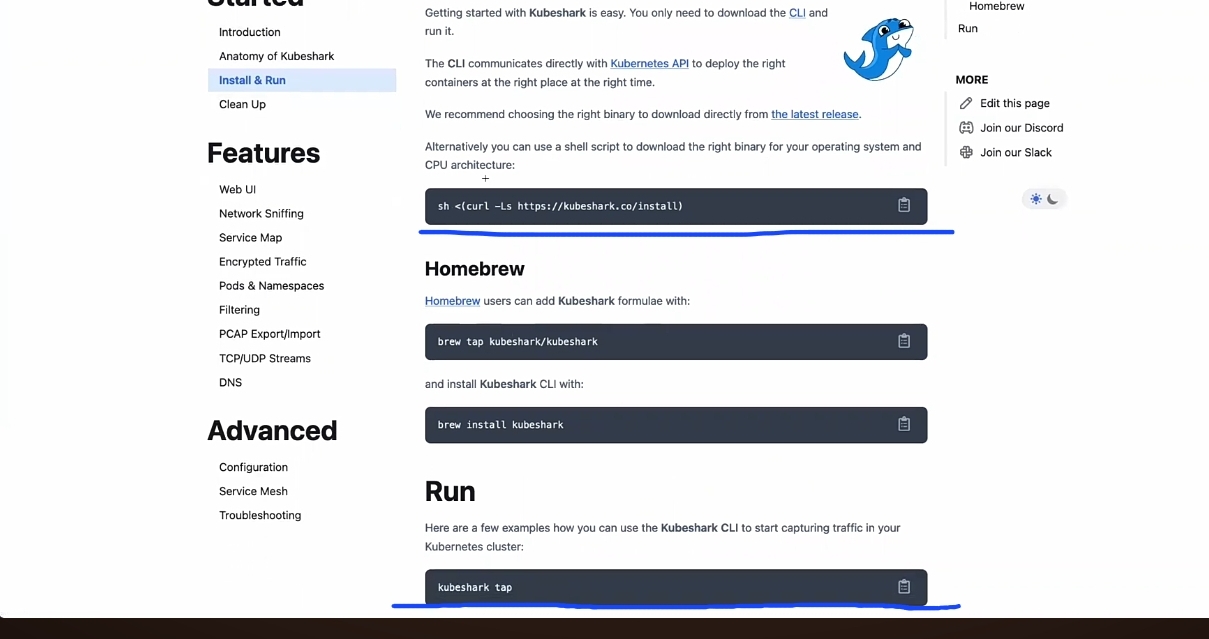 Started
Introduction
Anatomy of Kubeshark
Install & Run
Clean Up
Features
Web UI
Network Sniffing
Service Map
Encrypted Traffic
Pods & Namespaces
Filtering
PCAP Export/Import
TCP/UDP Streams
DNS
Advanced
Configuration
Service Mesh
Troubleshooting
Getting started with Kubeshark is easy. You only need to download the CLI and
run it.
The CLI communicates directly with Kubernetes API to deploy the right
containers at the right place at the right time.
We recommend choosing the right binary to download directly from the latest release.
Alternatively you can use a shell script to download the right binary for your operating system and
CPU architecture:
sh <(curl -Ls https://kubeshark.co/install)
Homebrew
Homebrew users can add Kubeshark formulae with:
brew tap kubeshark/kubeshark
and install Kubeshark CLI with:
brew install kubeshark
Run
Here are a few examples how you can use the Kubeshark CLI to start capturing traffic in your
Kubernetes cluster:
kubeshark tap
Homebrew
Run
MORE
Edit this page
Join our Discord
Join our Slack